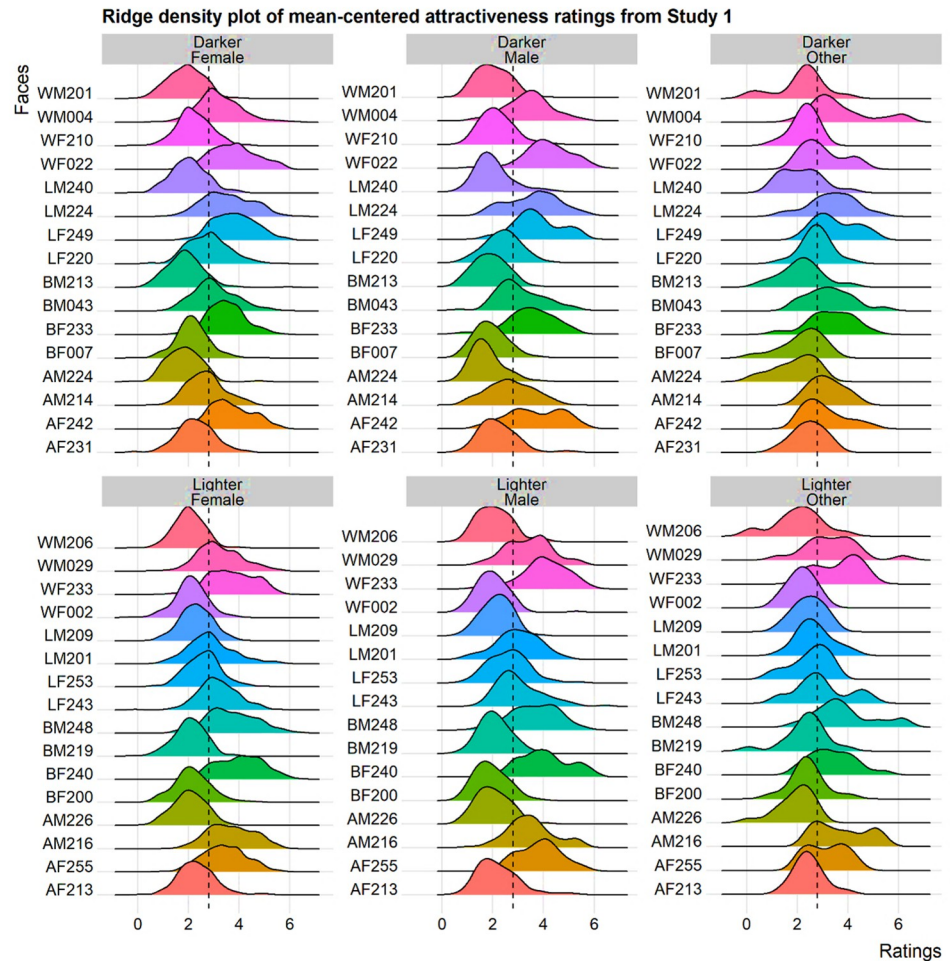 Ridge density plot of mean-centered attractiveness ratings from Study 1
Faces
Darker
Female
Darker
Male
Darker
Other
WM201
WM004
WF210
WF022
LM240
LM224
LF249
LF220
BM213
BM043
BF233
BF007
AM224
AM214
AF242
AF231
WM201
WM004
WF210
WF022
LM240
LM224
LF249
LF220
BM213
BM043
BF233
BF007
AM224
AM214
AF242
AF231
WM201
WM004
WF210
WF022
LM240
LM224
LF249
LF220
BM213
BM043
BF233
BF007
AM224
AM214
AF242
AF231
Lighter
Female
Lighter
Male
Lighter
Other
WM206
WM029
WF233
WF002
LM209
LM201
LF253
LF243
BM248
BM219
BF240
BF200
AM226
AM216
AF255
AF213
WM206
WM029
WF233
WF002
LM209
LM201
LF253
LF243
BM248
BM219
BF240
BF200
AM226
AM216
AF255
AF213
WM206
WM029
WF233
WF002
LM209
LM201
LF253
LF243
BM248
BM219
BF240
BF200
AM226
AM216
AF255
AF213
0 2 4 6 0 2 4 6 0 2 4 6
Ratings